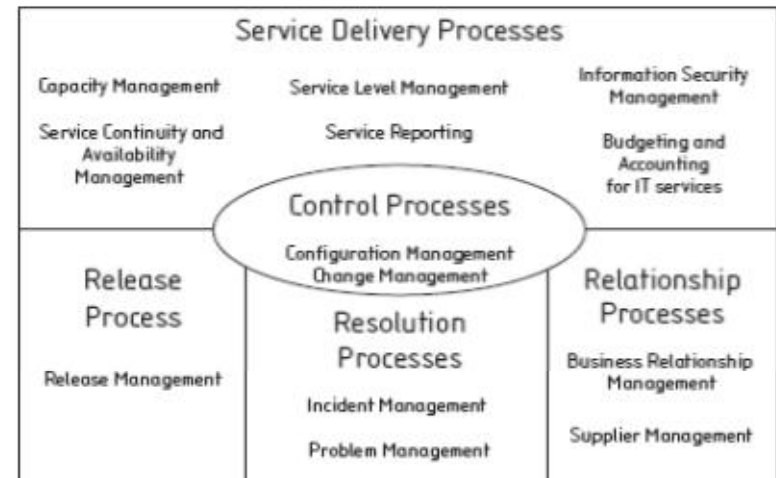 Service Delivery Processes
Capacity Management
Service Continuity and
Availability
Management
Service Level Management
Service Reporting
Information Security
Management
Budgeting and
Accounting
for IT services
Control Processes
Configuration Management
Change Management
Release
Process
Release Management
Resolution
Processes
Incident Management
Problem Management
Relationship
Processes
Business Relationship
Management
Supplier Management